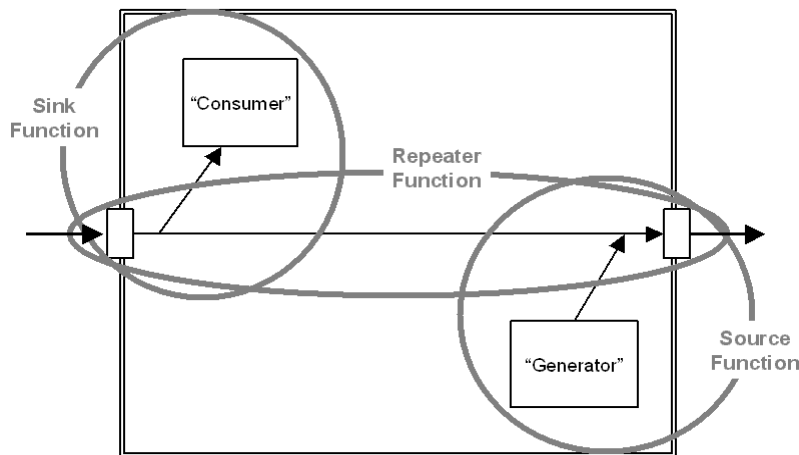 Sink
Function
“Consumer”
Repeater
Function
“Generator”
Source
Function